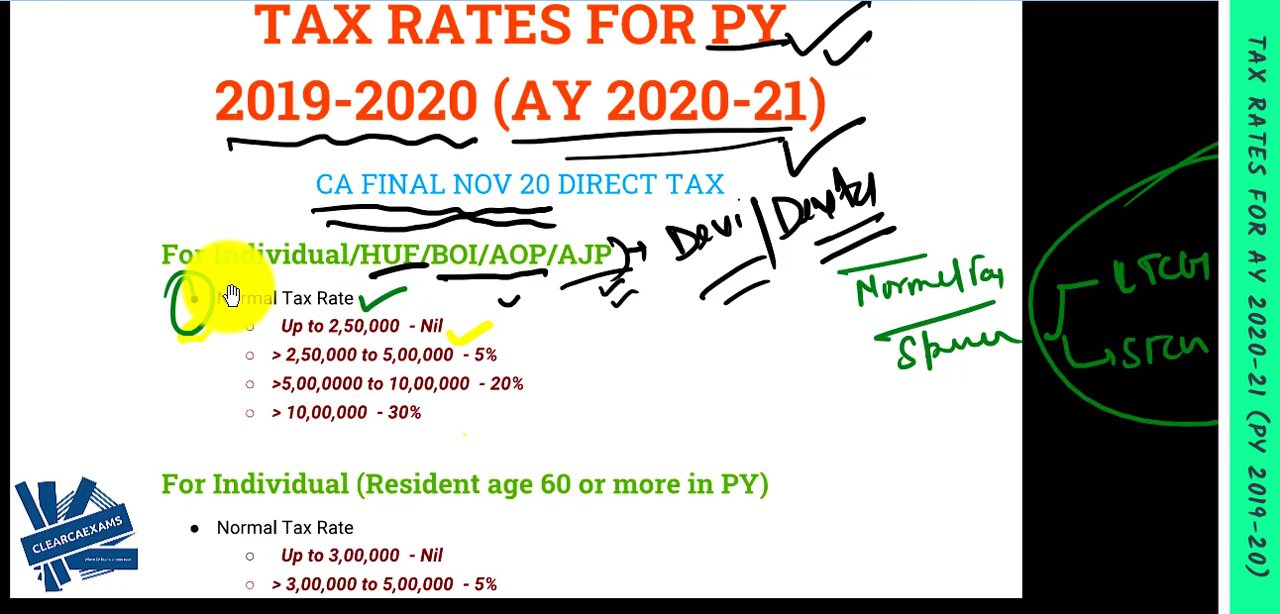 TAX RATES FOR PY
2019-2020 (AY 2020-21)
CA FINAL NOV 20 DIRECT TAX
For Individual/HUF/BOI/AOP/AJP
Devi/
Normal Tax
LTCG
STCG
● Normal Tax Rate
○ Up to 2,50,000 - Nil
○ > 2,50,000 to 5,00,000 - 5%
○ >5,00,0000 to 10,00,000 - 20%
○ > 10,00,000 - 30%
For Individual (Resident age 60 or more in PY)
● Normal Tax Rate
○ Up to 3,00,000 - Nil
○ > 3,00,000 to 5,00,000 - 5%
CLEARCAEXAMS
TAX RATES FOR AY 2020-21 (PY 2019-20)